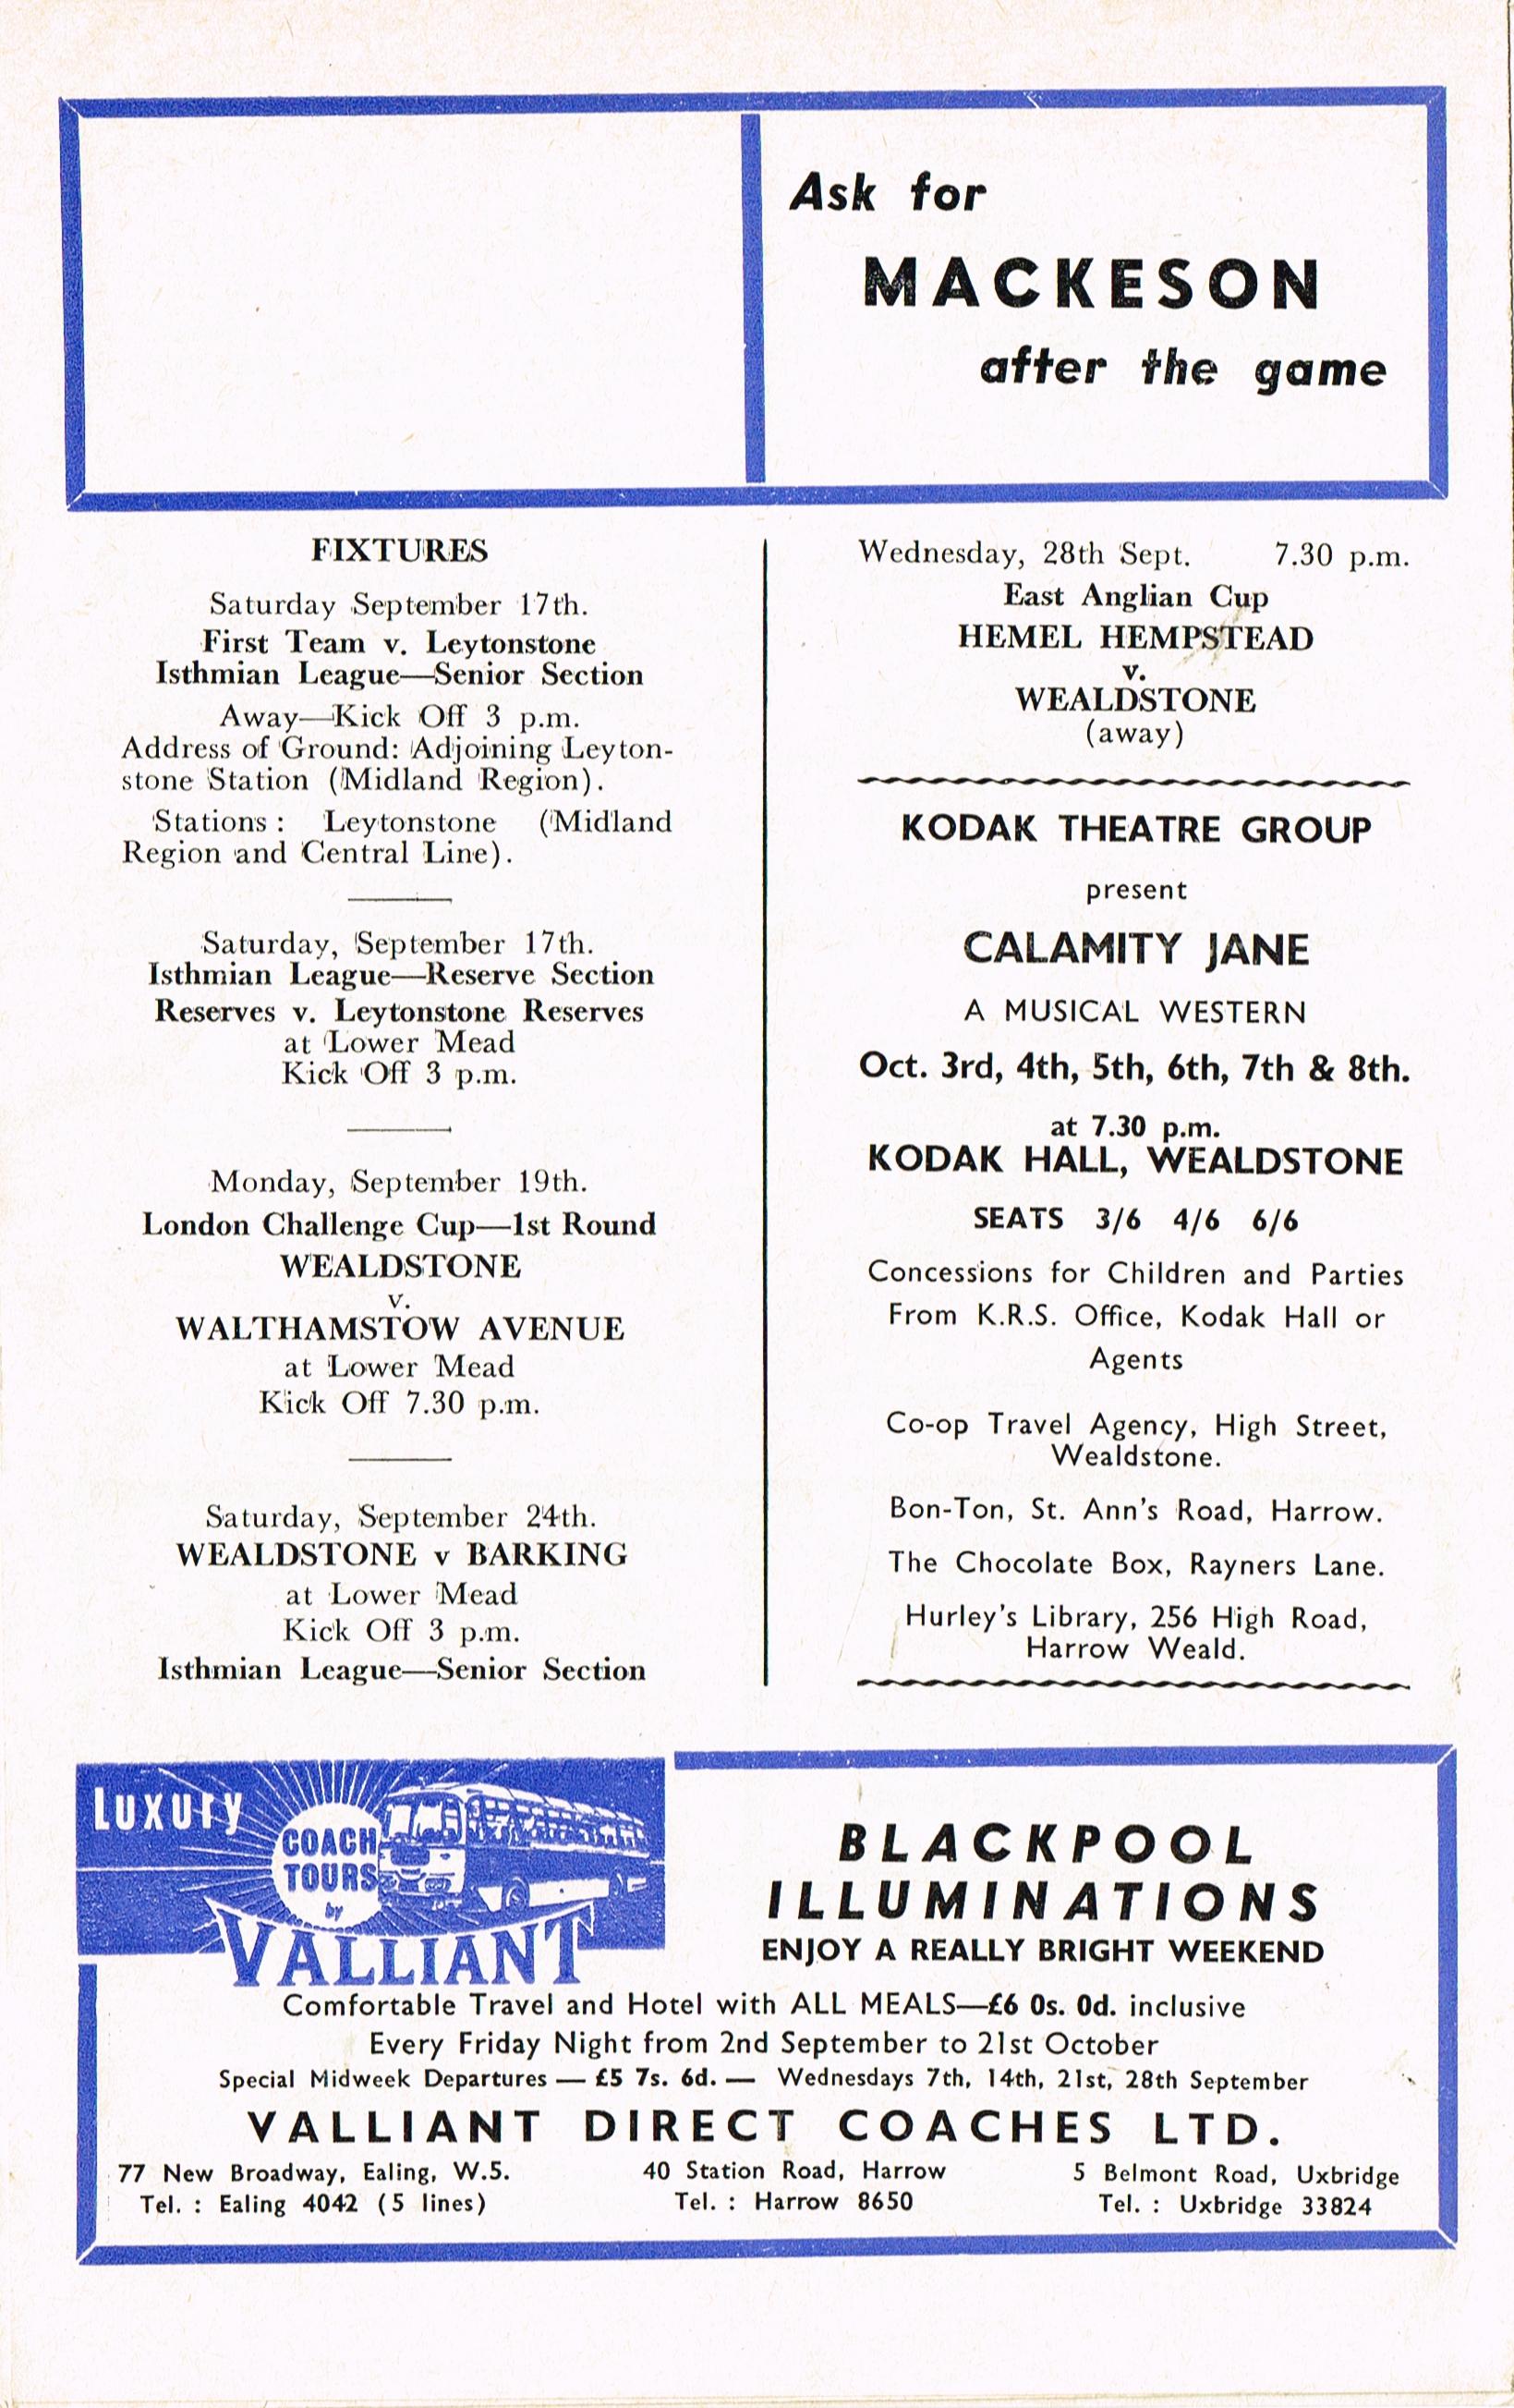 Ask for
MACKESON
after the game
FIXTURES
Saturday September 17th.
First Team v. Leytonstone
Isthmian League—Senior Section
Away—Kick Off 3 p.m.
Address of Ground: Adjoining Leyton-
stone Station (Midland Region).
Stations: Leytonstone (Midland
Region and Central Line).
Saturday, September 17th.
Isthmian League—Reserve Section
Reserves v. Leytonstone Reserves
at Lower Mead
Kick Off 3 p.m.
Monday, September 19th.
London Challenge Cup—1st Round
WEALDSTONE
v.
WALTHAMSTOW AVENUE
at Lower Mead
Kick Off 7.30 p.m.
Saturday, September 24th.
WEALDSTONE v BARKING
at Lower Mead
Kick Off 3 p.m.
Isthmian League—Senior Section
Wednesday, 28th Sept. 7.30 p.m.
East Anglian Cup
HEMEL HEMPSTEAD
v.
WEALDSTONE
(away)
KODAK THEATRE GROUP
present
CALAMITY JANE
A MUSICAL WESTERN
Oct. 3rd, 4th, 5th, 6th, 7th & 8th.
at 7.30 p.m.
KODAK HALL, WEALDSTONE
SEATS 3/6 4/6 6/6
Concessions for Children and Parties
From K.R.S. Office, Kodak Hall or
Agents
Co-op Travel Agency, High Street,
Wealdstone.
Bon-Ton, St. Ann's Road, Harrow.
The Chocolate Box, Rayners Lane.
Hurley's Library, 256 High Road,
Harrow Weald.
Luxury
COACH
TOURS
by
VALLIANT
BLACKPOOL
ILLUMINATIONS
ENJOY A REALLY BRIGHT WEEKEND
Comfortable Travel and Hotel with ALL MEALS—£6 0s. 0d. inclusive
Every Friday Night from 2nd September to 21st October
Special Midweek Departures — £5 7s. 6d. — Wednesdays 7th, 14th, 21st, 28th September
VALLIANT DIRECT COACHES LTD.
77 New Broadway, Ealing, W.5. 40 Station Road, Harrow 5 Belmont Road, Uxbridge
Tel. : Ealing 4042 (5 lines) Tel. : Harrow 8650 Tel. : Uxbridge 33824